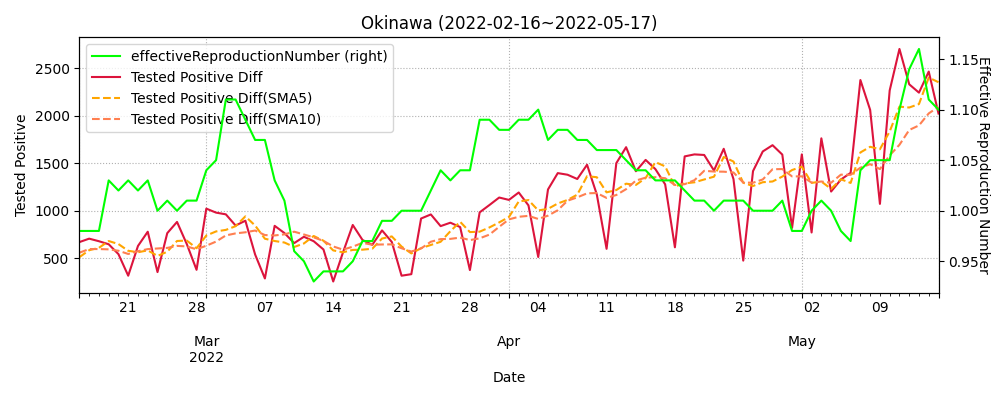 Okinawa (2022-02-16~2022-05-17)
effectiveReproductionNumber (right)
Tested Positive Diff
Tested Positive Diff(SMA5)
Tested Positive Diff(SMA10)
Tested Positive
2500
2000
1500
1000
500
1.15
1.10
1.05
1.00
0.95
Effective Reproduction Number
21 28 07 14 21 28 04 11 18 25 02 09
Mar Apr May
2022
Date